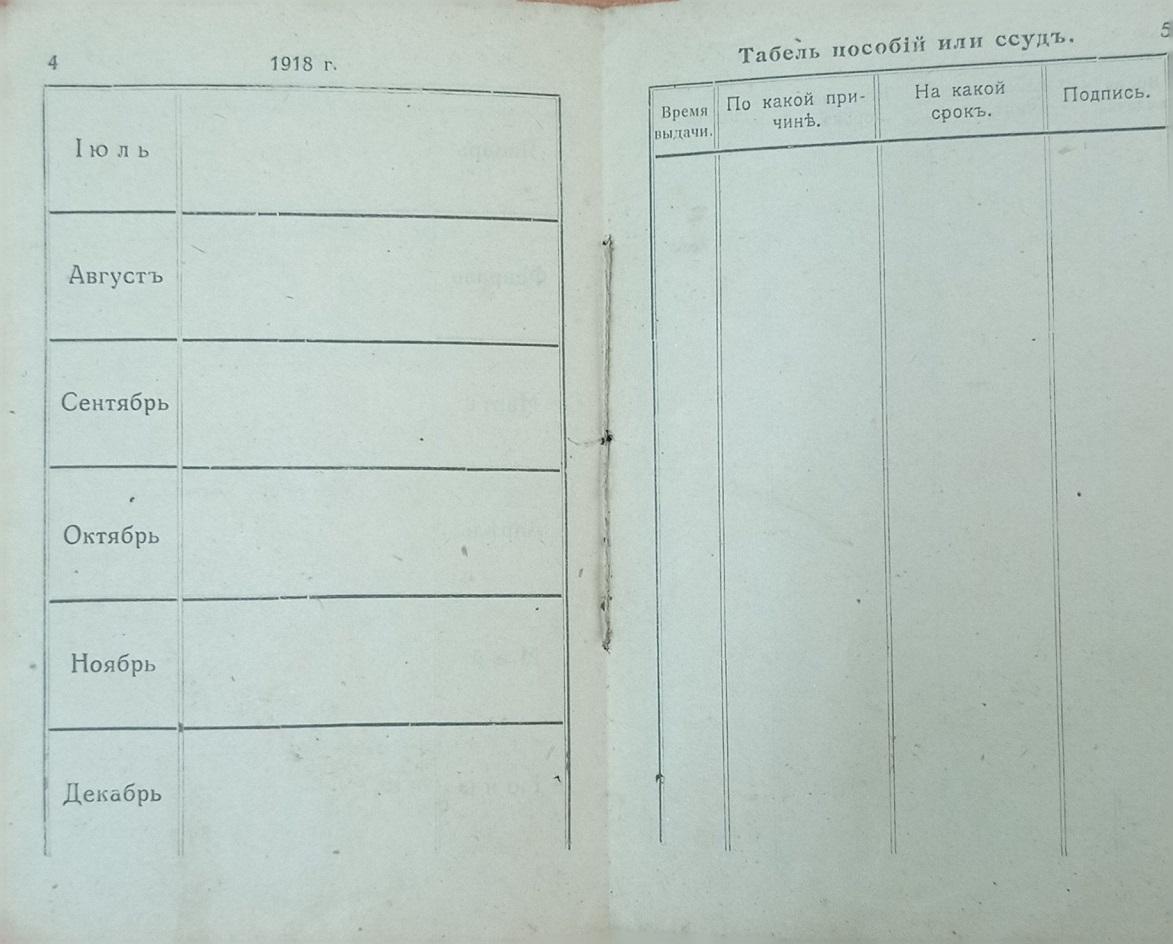 4
1918 г.
Іюль
Августъ
Сентябрь
Октябрь
Ноябрь
Декабрь
5
Табель пособій или ссудъ.
Время
выдачи.
По какой при-
чинѣ.
На какой
срокъ.
Подпись.